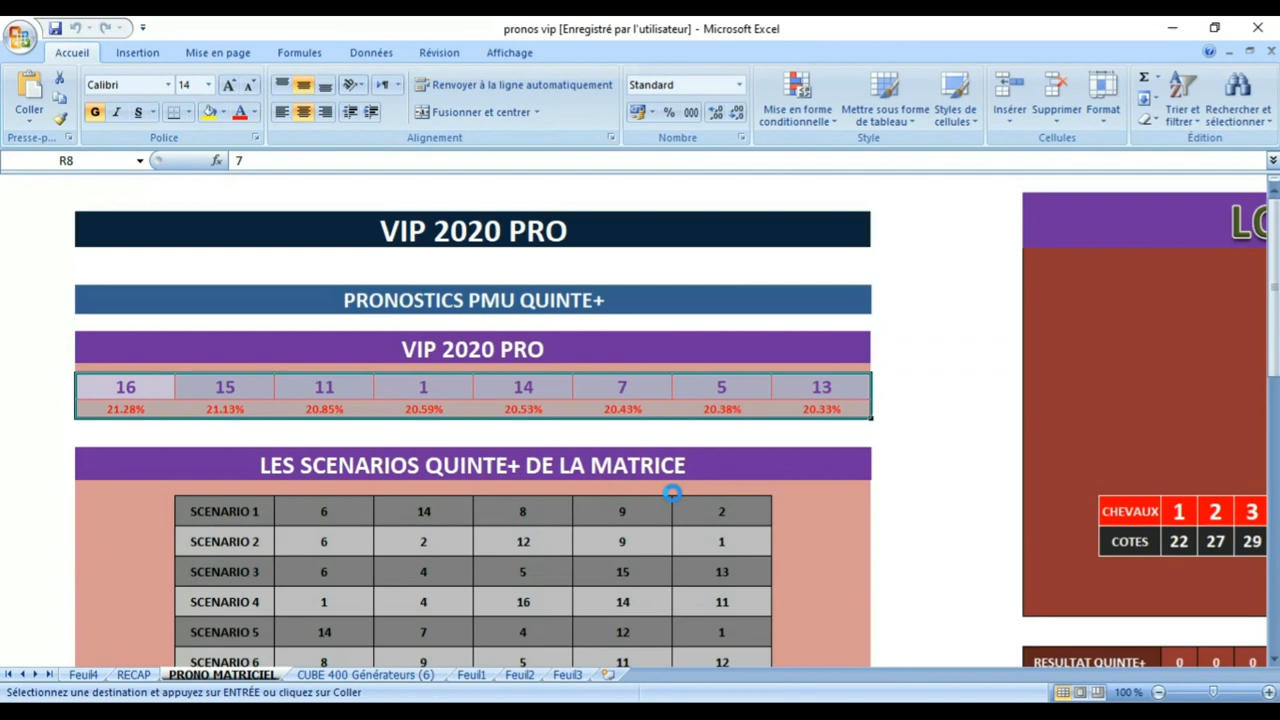 pronos vip [Enregistré par l'utilisateur] - Microsoft Excel
Accueil Insertion Mise en page Formules Données Révision Affichage
Coller
Calibri 14
G I S A
Renvoyer à la ligne automatiquement
Fusionner et centrer
Standard
% 000
Mise en forme conditionnelle
Mettre sous forme de tableau
Styles de cellules
Insérer Supprimer Format
Trier et filtrer
Rechercher et sélectionner
Presse-p... Police Alignement Nombre Style Cellules Édition
R8 fx 7
VIP 2020 PRO
PRONOSTICS PMU QUINTE+
VIP 2020 PRO
16 15 11 1 14 7 5 13
21.28% 21.13% 20.85% 20.59% 20.53% 20.43% 20.38% 20.33%
LES SCENARIOS QUINTE+ DE LA MATRICE
SCENARIO 1 6 14 8 9 2
SCENARIO 2 6 2 12 9 1
SCENARIO 3 6 4 5 15 13
SCENARIO 4 1 4 16 14 11
SCENARIO 5 14 7 4 12 1
SCENARIO 6 8 9 5 11 12
CHEVAUX 1 2 3
COTES 22 27 29
RESULTAT QUINTE+ 0 0 0
Feuil4 RECAP PRONO MATRICIEL CUBE 400 Générateurs (6) Feuil1 Feuil2 Feuil3
Sélectionnez une destination et appuyez sur ENTRÉE ou cliquez sur Coller
100 %